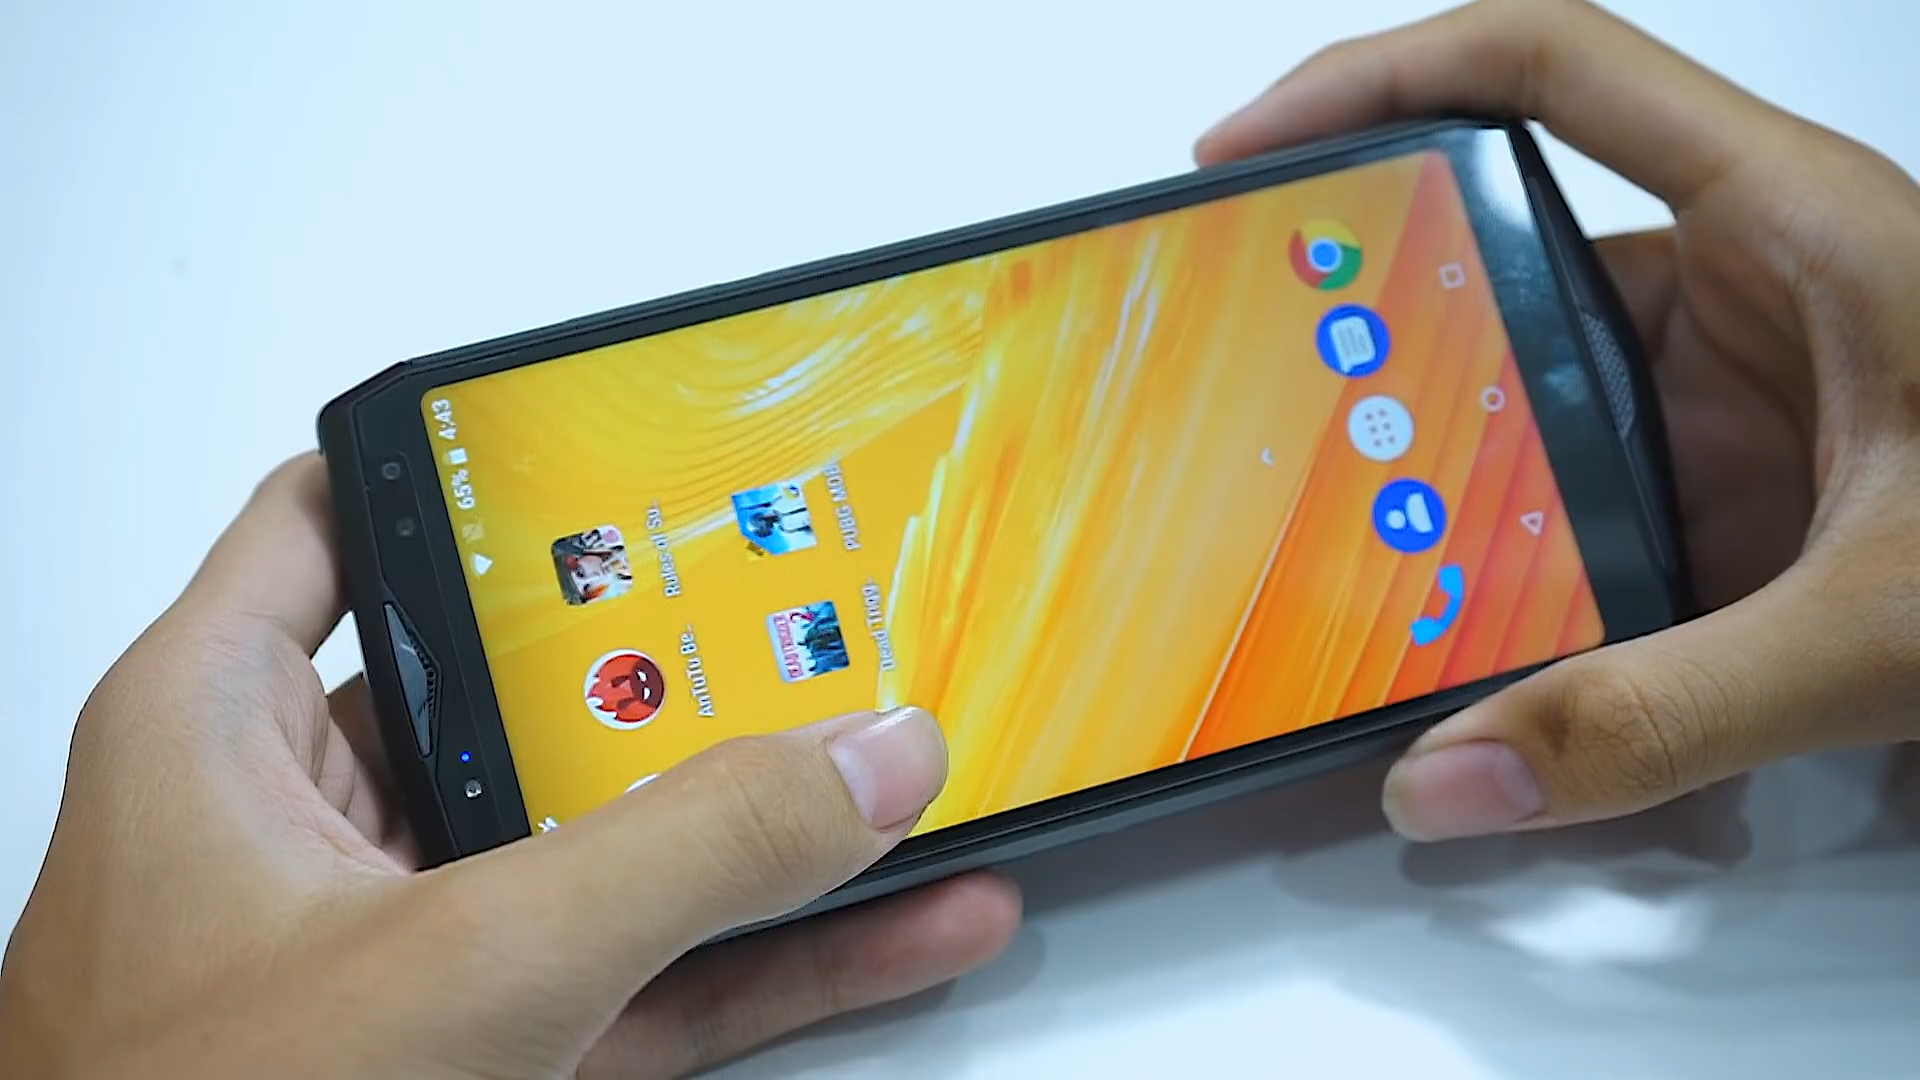 65% 4:43
Rules of Su..
PUBG MOB
AnTuTu Be..
Dead Trigg..